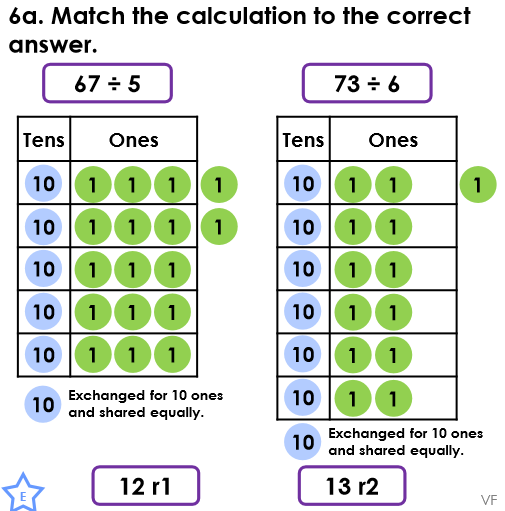 6a. Match the calculation to the correct
answer.
67 ÷ 5
73 ÷ 6
Tens Ones
10 1 1 1 1
10 1 1 1 1
10 1 1 1
10 1 1 1
10 1 1 1
10 Exchanged for 10 ones
and shared equally.
Tens Ones
10 1 1 1
10 1 1
10 1 1
10 1 1
10 1 1
10 1 1
10 Exchanged for 10 ones
and shared equally.
12 r1
13 r2
E
VF